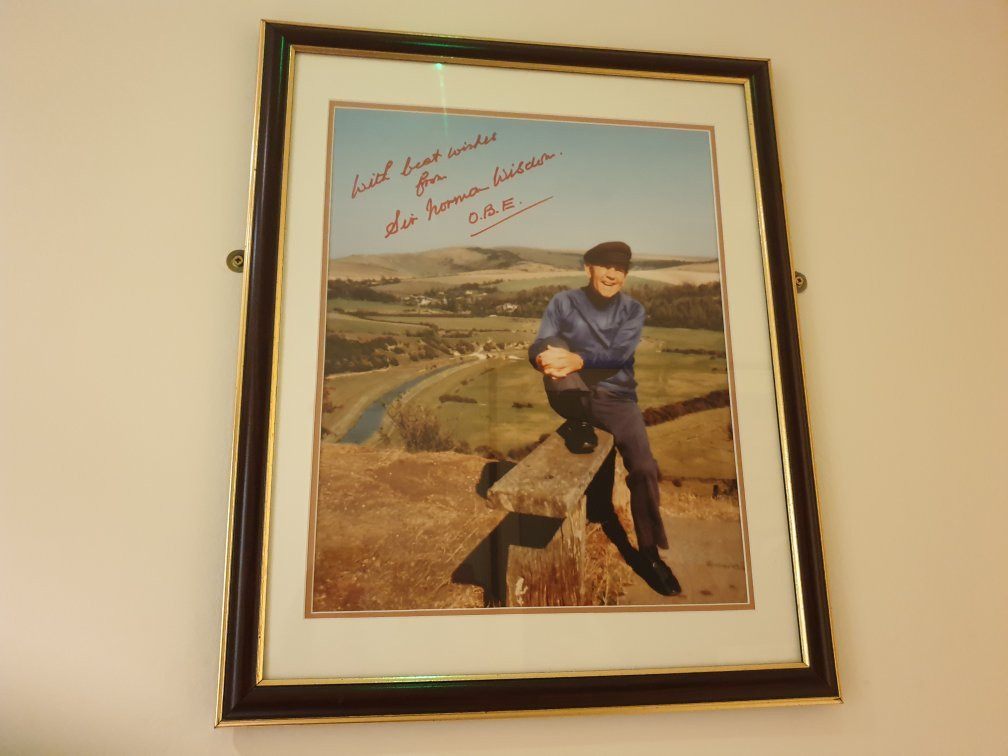 With best wishes
from
Sir Norman Wisdom.
O.B.E.